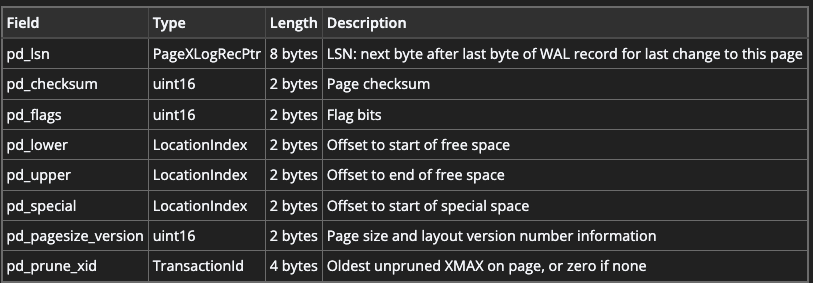 Field Type Length Description
pd_lsn PageXLogRecPtr 8 bytes LSN: next byte after last byte of WAL record for last change to this page
pd_checksum uint16 2 bytes Page checksum
pd_flags uint16 2 bytes Flag bits
pd_lower LocationIndex 2 bytes Offset to start of free space
pd_upper LocationIndex 2 bytes Offset to end of free space
pd_special LocationIndex 2 bytes Offset to start of special space
pd_pagesize_version uint16 2 bytes Page size and layout version number information
pd_prune_xid TransactionId 4 bytes Oldest unpruned XMAX on page, or zero if none